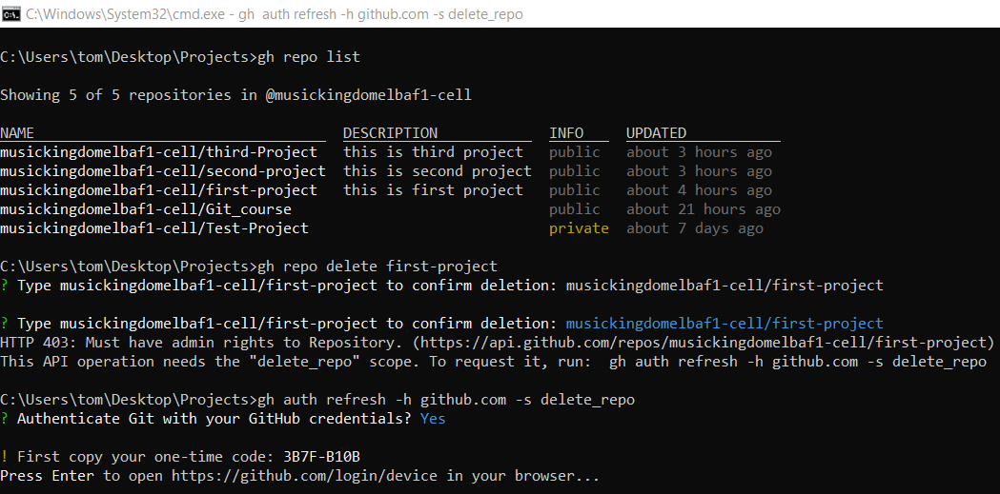 C:\Windows\System32\cmd.exe - gh  auth refresh -h github.com -s delete_repo
C:\Users\tom\Desktop\Projects>gh repo list
Showing 5 of 5 repositories in @musickingdomelbaf1-cell
NAME DESCRIPTION INFO UPDATED
musickingdomelbaf1-cell/third-Project this is third project public about 3 hours ago
musickingdomelbaf1-cell/second-project this is second project public about 3 hours ago
musickingdomelbaf1-cell/first-project this is first project public about 4 hours ago
musickingdomelbaf1-cell/Git_course public about 21 hours ago
musickingdomelbaf1-cell/Test-Project private about 7 days ago
C:\Users\tom\Desktop\Projects>gh repo delete first-project
? Type musickingdomelbaf1-cell/first-project to confirm deletion: musickingdomelbaf1-cell/first-project
? Type musickingdomelbaf1-cell/first-project to confirm deletion: musickingdomelbaf1-cell/first-project
HTTP 403: Must have admin rights to Repository. (https://api.github.com/repos/musickingdomelbaf1-cell/first-project)
This API operation needs the "delete_repo" scope. To request it, run:  gh auth refresh -h github.com -s delete_repo
C:\Users\tom\Desktop\Projects>gh auth refresh -h github.com -s delete_repo
? Authenticate Git with your GitHub credentials? Yes
! First copy your one-time code: 3B7F-B10B
Press Enter to open https://github.com/login/device in your browser...